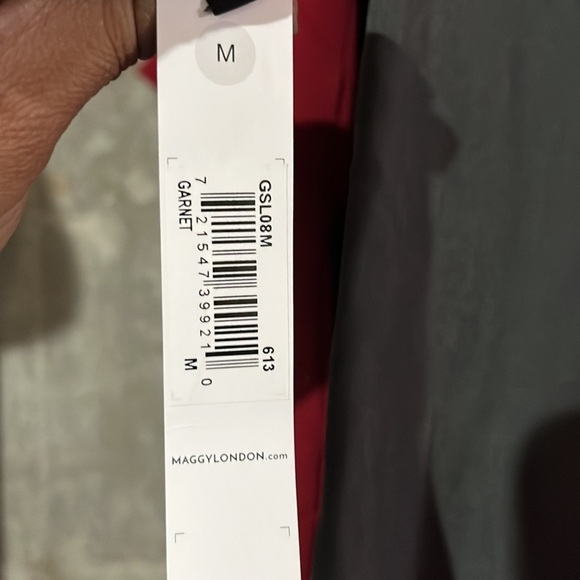 M
GSL08M 613
7 21547 39921 0
GARNET M
MAGGYLONDON.com